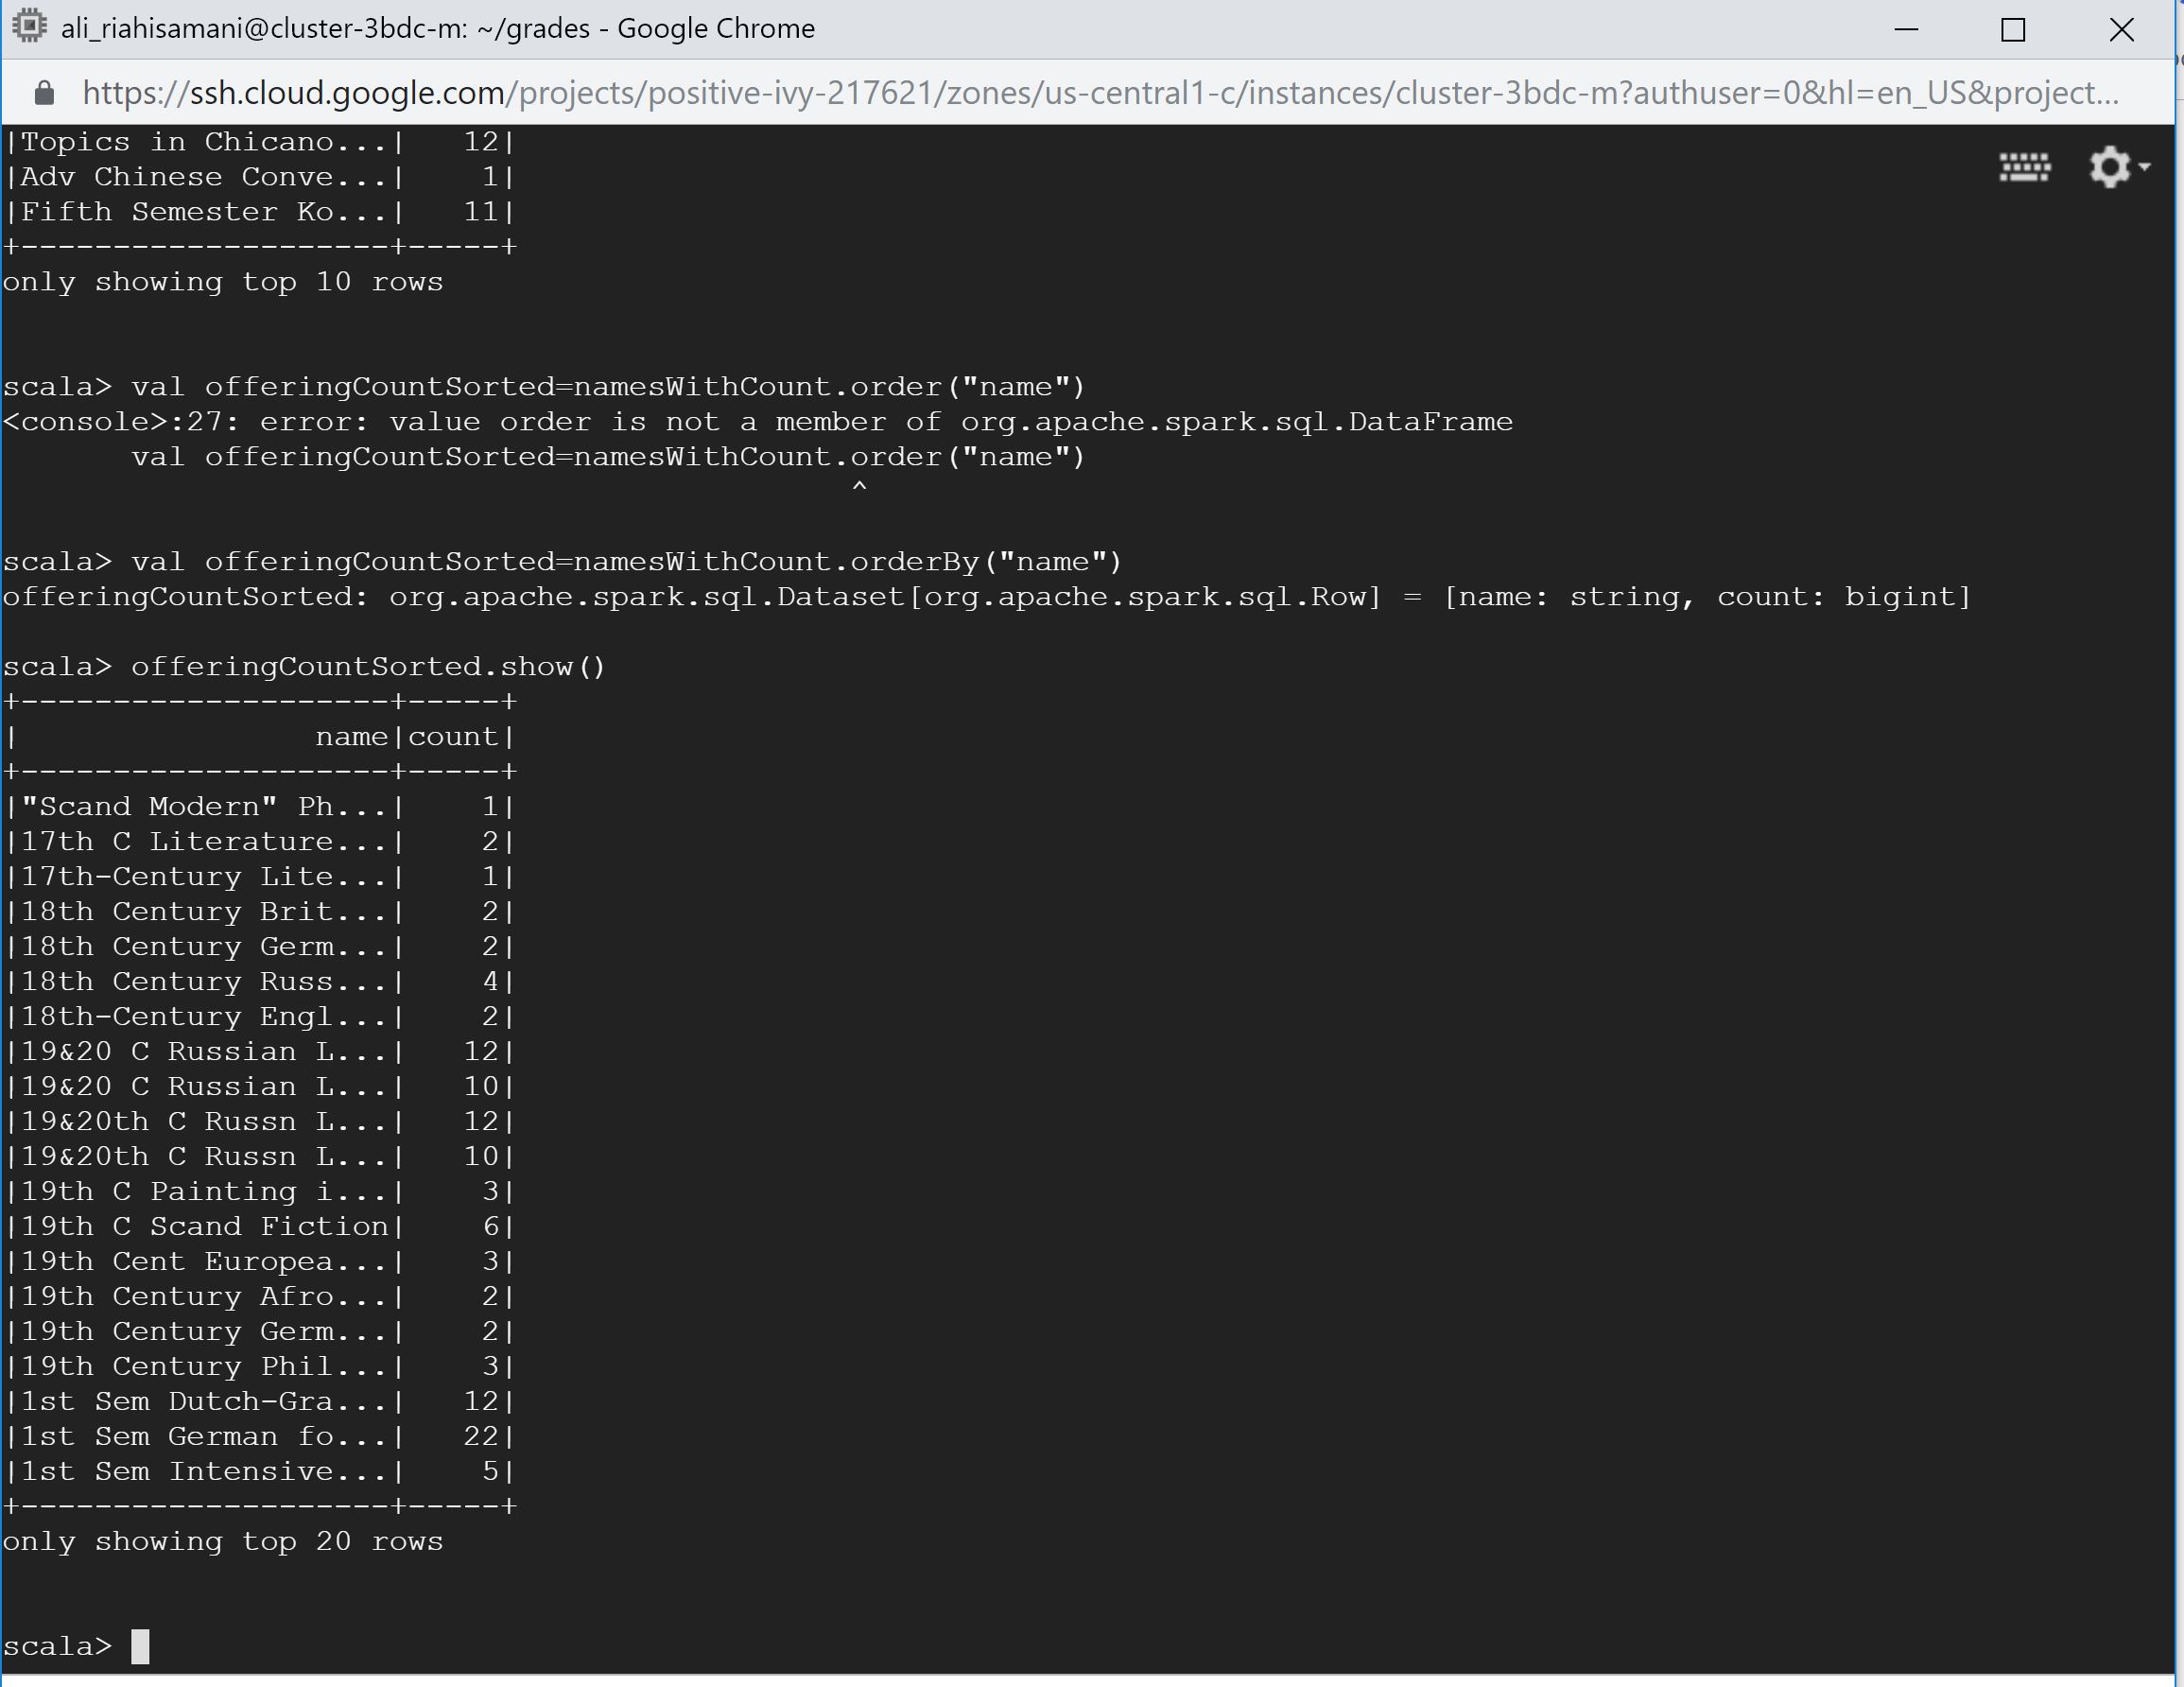 ali_riahisamani@cluster-3bdc-m: ~/grades - Google Chrome
https://ssh.cloud.google.com/projects/positive-ivy-217621/zones/us-central1-c/instances/cluster-3bdc-m?authuser=0&hl=en_US&project...
|Topics in Chicano...|   12|
|Adv Chinese Conve...|    1|
|Fifth Semester Ko...|   11|
+--------------------+-----+
only showing top 10 rows
scala> val offeringCountSorted=namesWithCount.order("name")
<console>:27: error: value order is not a member of org.apache.spark.sql.DataFrame
       val offeringCountSorted=namesWithCount.order("name")
                                              ^
scala> val offeringCountSorted=namesWithCount.orderBy("name")
offeringCountSorted: org.apache.spark.sql.Dataset[org.apache.spark.sql.Row] = [name: string, count: bigint]
scala> offeringCountSorted.show()
+--------------------+-----+
|                name|count|
+--------------------+-----+
|"Scand Modern" Ph...|    1|
|17th C Literature...|    2|
|17th-Century Lite...|    1|
|18th Century Brit...|    2|
|18th Century Germ...|    2|
|18th Century Russ...|    4|
|18th-Century Engl...|    2|
|19&20 C Russian L...|   12|
|19&20 C Russian L...|   10|
|19&20th C Russn L...|   12|
|19&20th C Russn L...|   10|
|19th C Painting i...|    3|
|19th C Scand Fiction|    6|
|19th Cent Europea...|    3|
|19th Century Afro...|    2|
|19th Century Germ...|    2|
|19th Century Phil...|    3|
|1st Sem Dutch-Gra...|   12|
|1st Sem German fo...|   22|
|1st Sem Intensive...|    5|
+--------------------+-----+
only showing top 20 rows
scala>